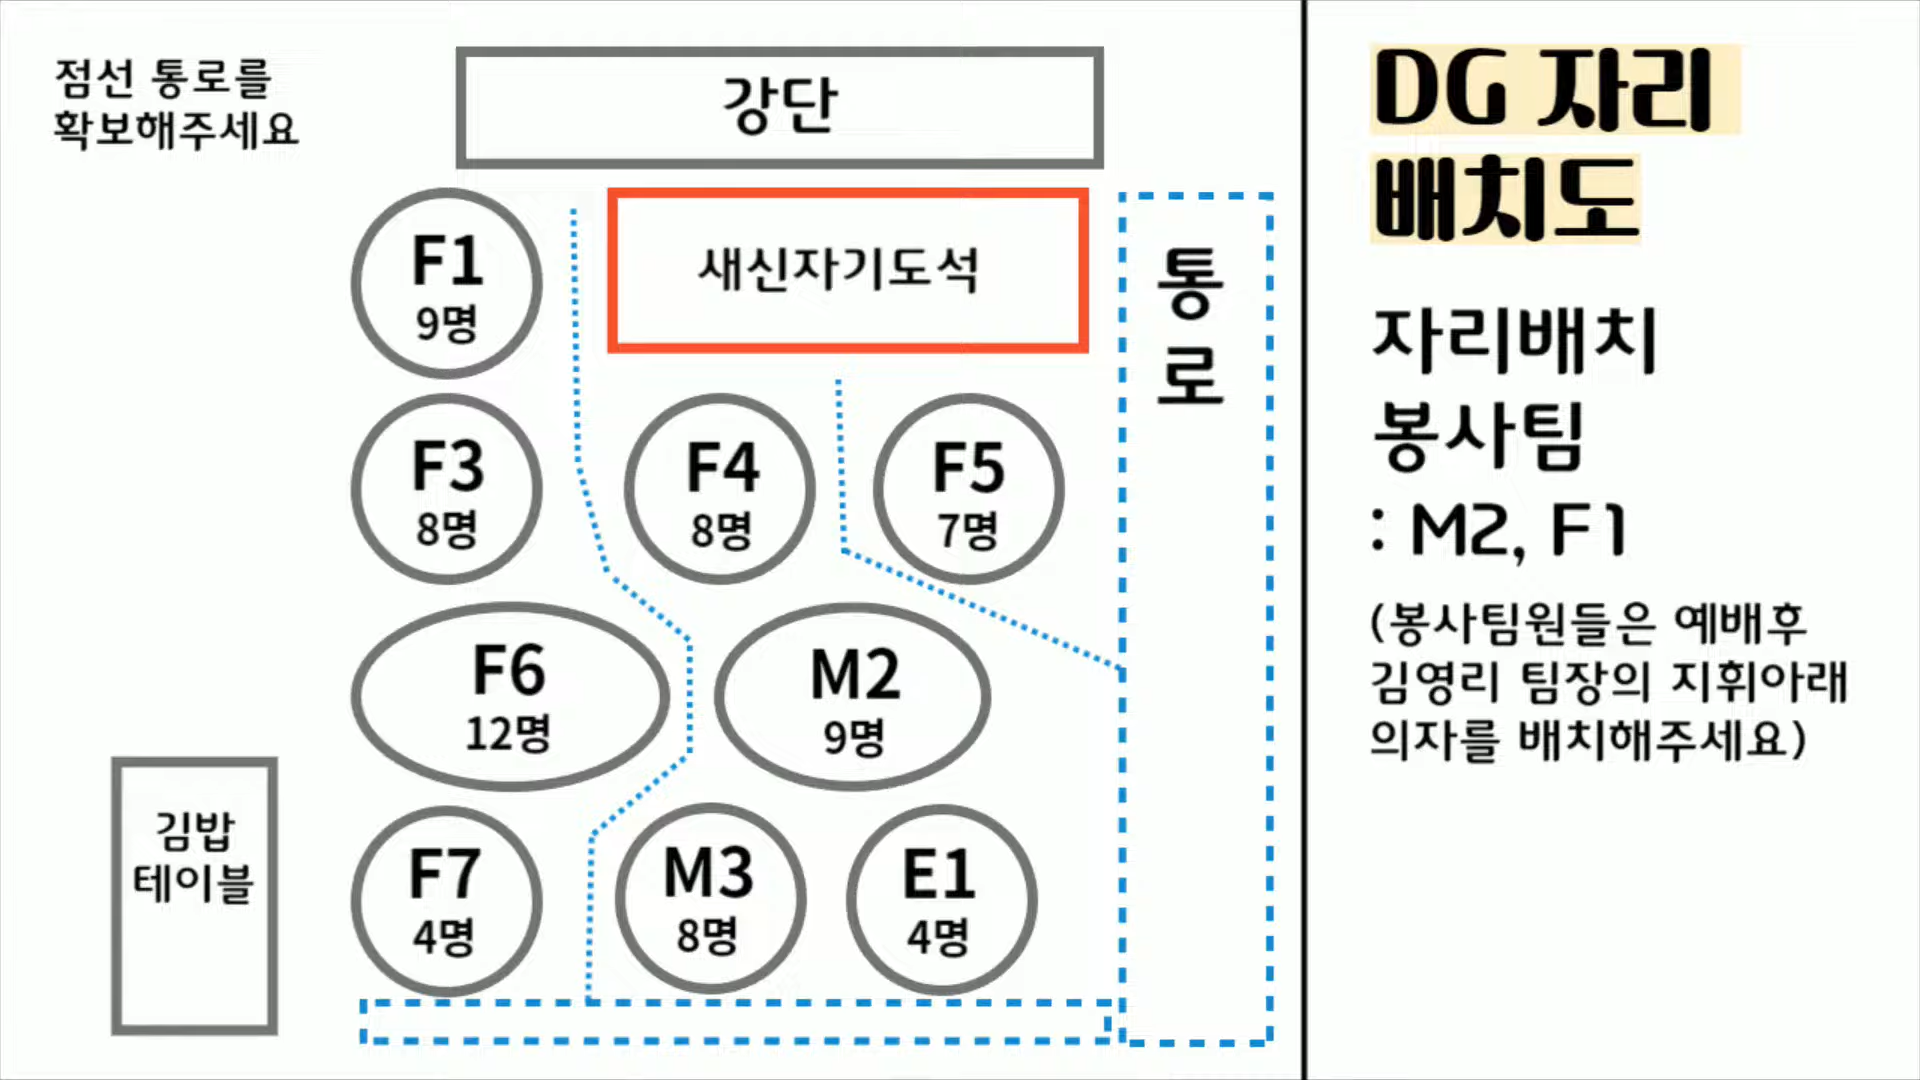 점선 통로를
확보해주세요
강단
F1
9명
새신자기도석
통
로
F3
8명
F4
8명
F5
7명
F6
12명
M2
9명
김밥
테이블
F7
4명
M3
8명
E1
4명
DG 자리
배치도
자리배치
봉사팀
: M2, F1
(봉사팀원들은 예배후
김영리 팀장의 지휘아래
의자를 배치해주세요)